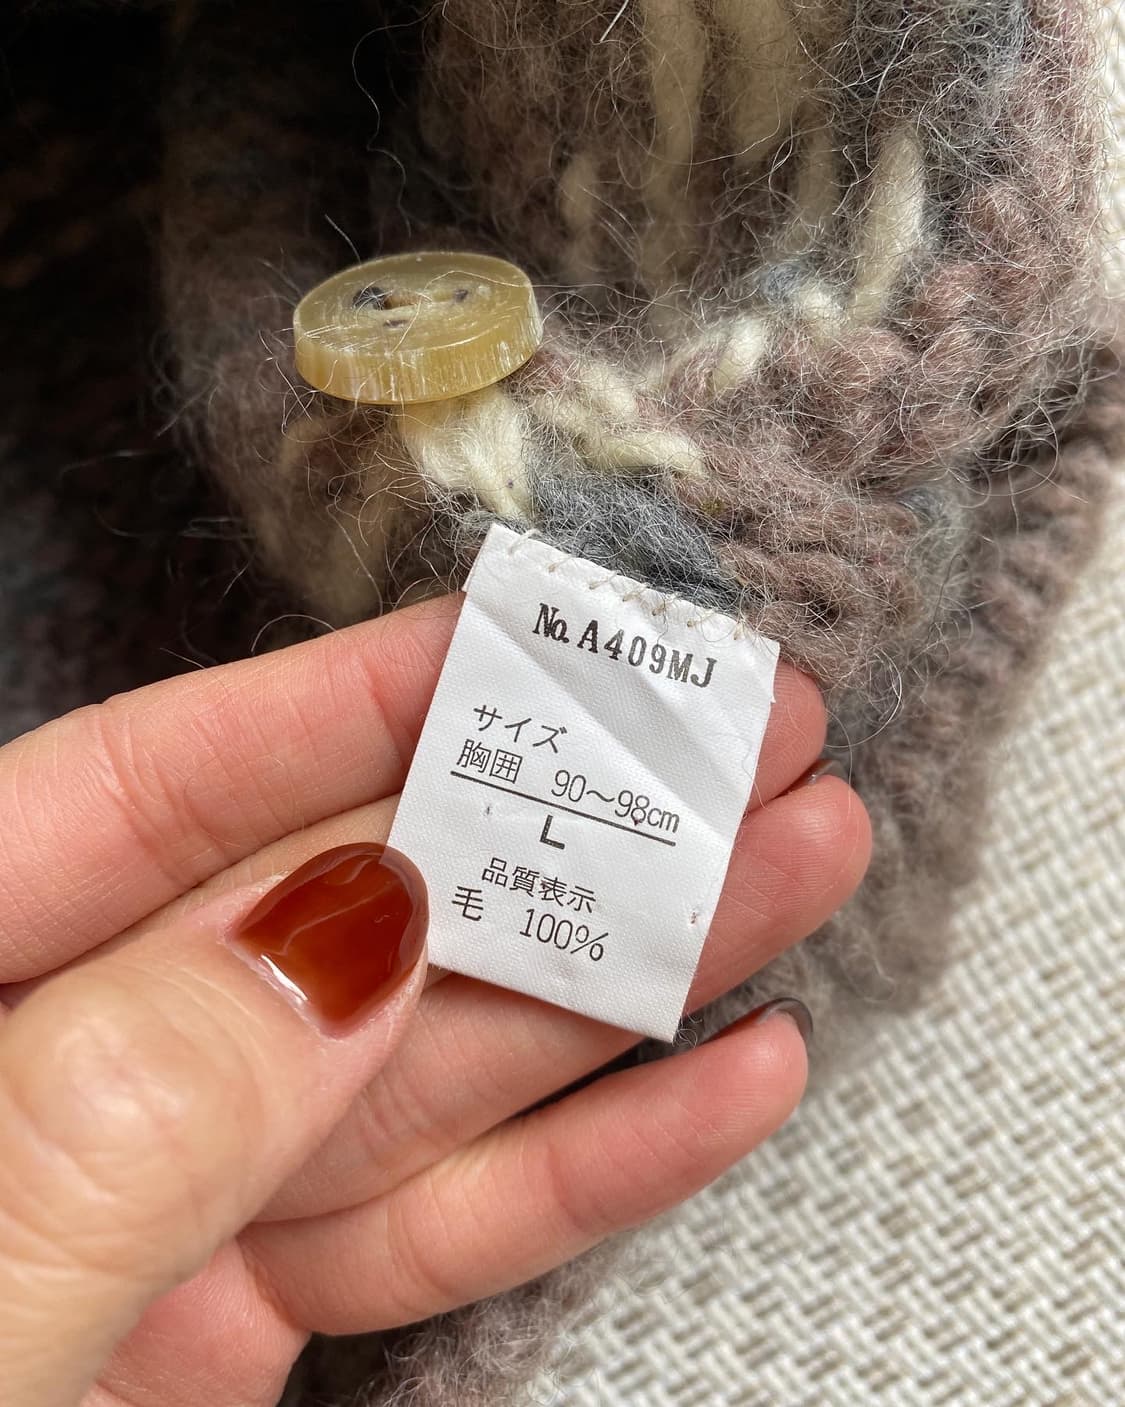 No. A409MJ
サイズ
胸囲 90〜98cm
L
品質表示
毛 100%